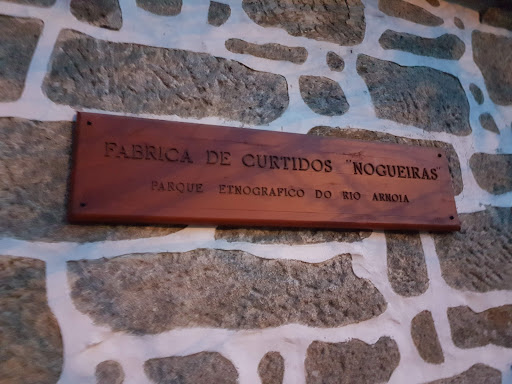 FABRICA DE CURTIDOS "NOGUEIRAS"
PARQUE ETNOGRAFICO DO RIO ARNOIA